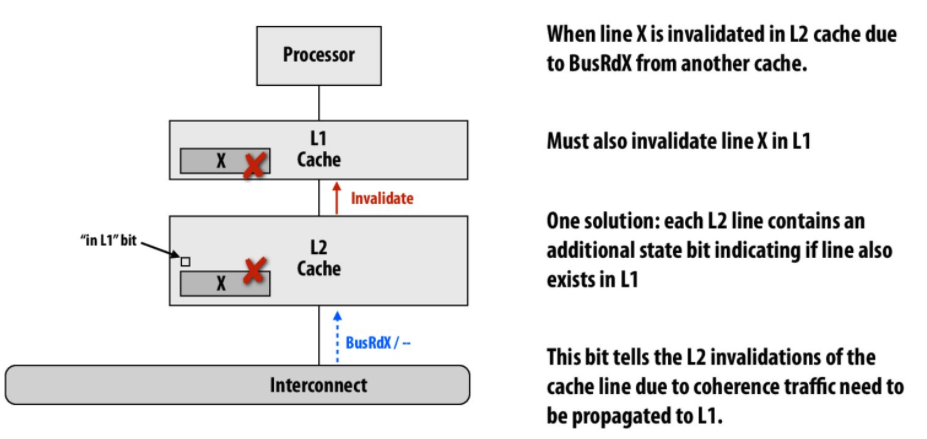 Processor
L1
Cache
X
Invalidate
"in L1" bit
L2
Cache
X
BusRdX / --
Interconnect
When line X is invalidated in L2 cache due
to BusRdX from another cache.
Must also invalidate line X in L1
One solution: each L2 line contains an
additional state bit indicating if line also
exists in L1
This bit tells the L2 invalidations of the
cache line due to coherence traffic need to
be propagated to L1.